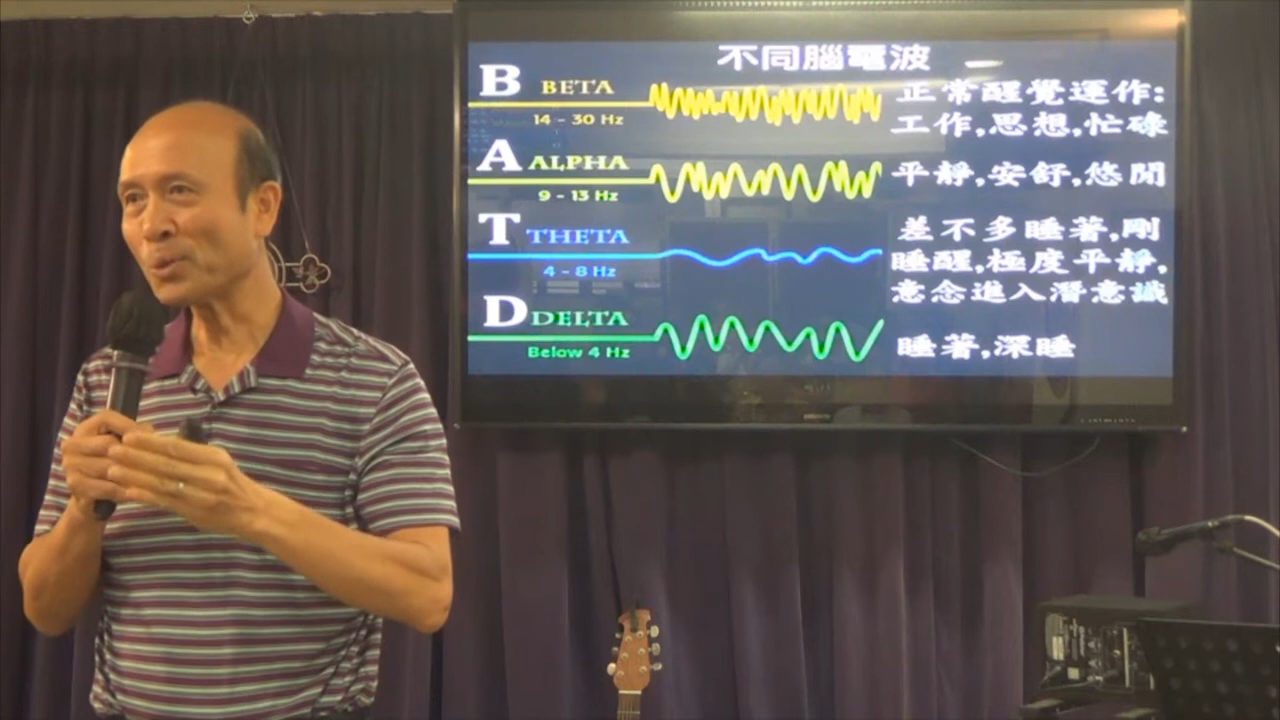 不同腦電波
B BETA
14 - 30 Hz
正常醒覺運作:
工作,思想,忙碌
A ALPHA
9 - 13 Hz
平靜,安舒,悠閒
T THETA
4 - 8 Hz
差不多睡著,剛
睡醒,極度平靜,
意念進入潛意識
D DELTA
Below 4 Hz
睡著,深睡